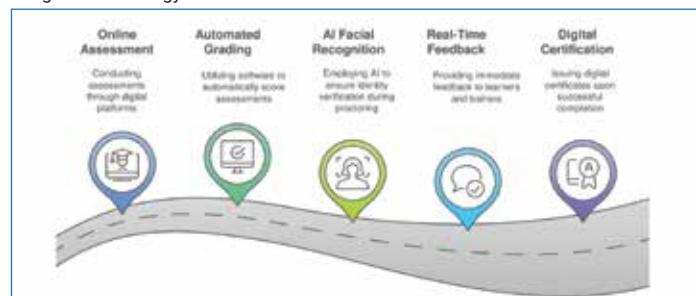 Online
Assessment
Conducting
assessments
through digital
platforms
Automated
Grading
Utilizing software to
automatically score
assessments
AI Facial
Recognition
Employing AI to
ensure identity
verification during
proctoring
Real-Time
Feedback
Providing immediate
feedback to learners
and trainers
Digital
Certification
Issuing digital
certificates upon
successful
completion
A